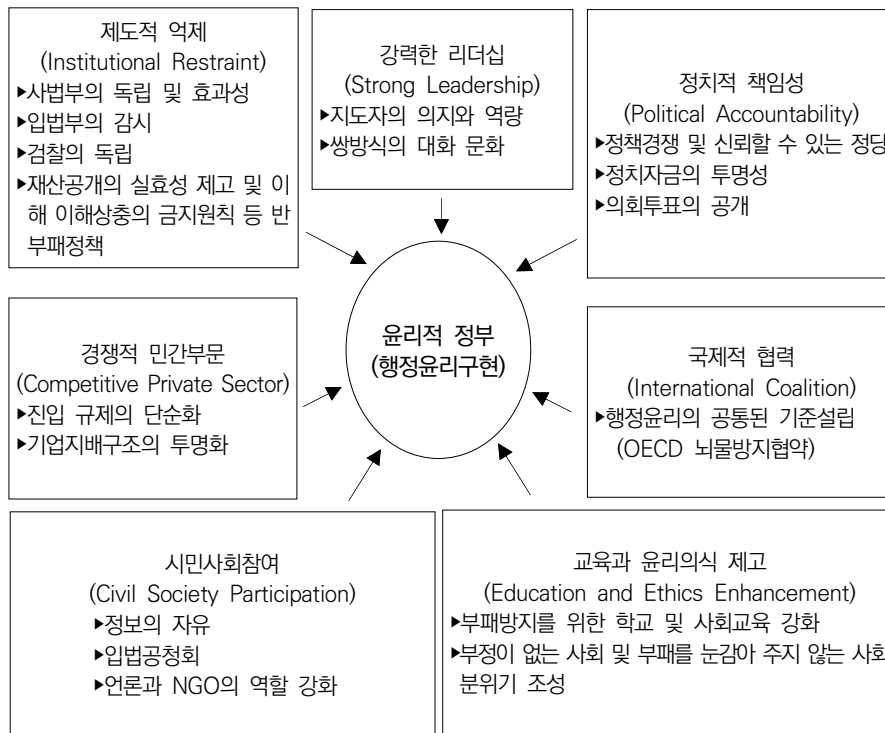 제도적 억제
(Institutional Restraint)
▶사법부의 독립 및 효과성
▶입법부의 감시
▶검찰의 독립
▶재산공개의 실효성 제고 및 이
해 이해상충의 금지원칙 등 반
부패정책
강력한 리더십
(Strong Leadership)
▶지도자의 의지와 역량
▶쌍방식의 대화 문화
정치적 책임성
(Political Accountability)
▶정책경쟁 및 신뢰할 수 있는 정당
▶정치자금의 투명성
▶의회투표의 공개
경쟁적 민간부문
(Competitive Private Sector)
▶진입 규제의 단순화
▶기업지배구조의 투명화
윤리적 정부
(행정윤리구현)
국제적 협력
(International Coalition)
▶행정윤리의 공통된 기준설립
(OECD 뇌물방지협약)
시민사회참여
(Civil Society Participation)
▶정보의 자유
▶입법공청회
▶언론과 NGO의 역할 강화
교육과 윤리의식 제고
(Education and Ethics Enhancement)
▶부패방지를 위한 학교 및 사회교육 강화
▶부정이 없는 사회 및 부패를 눈감아 주지 않는 사회
분위기 조성